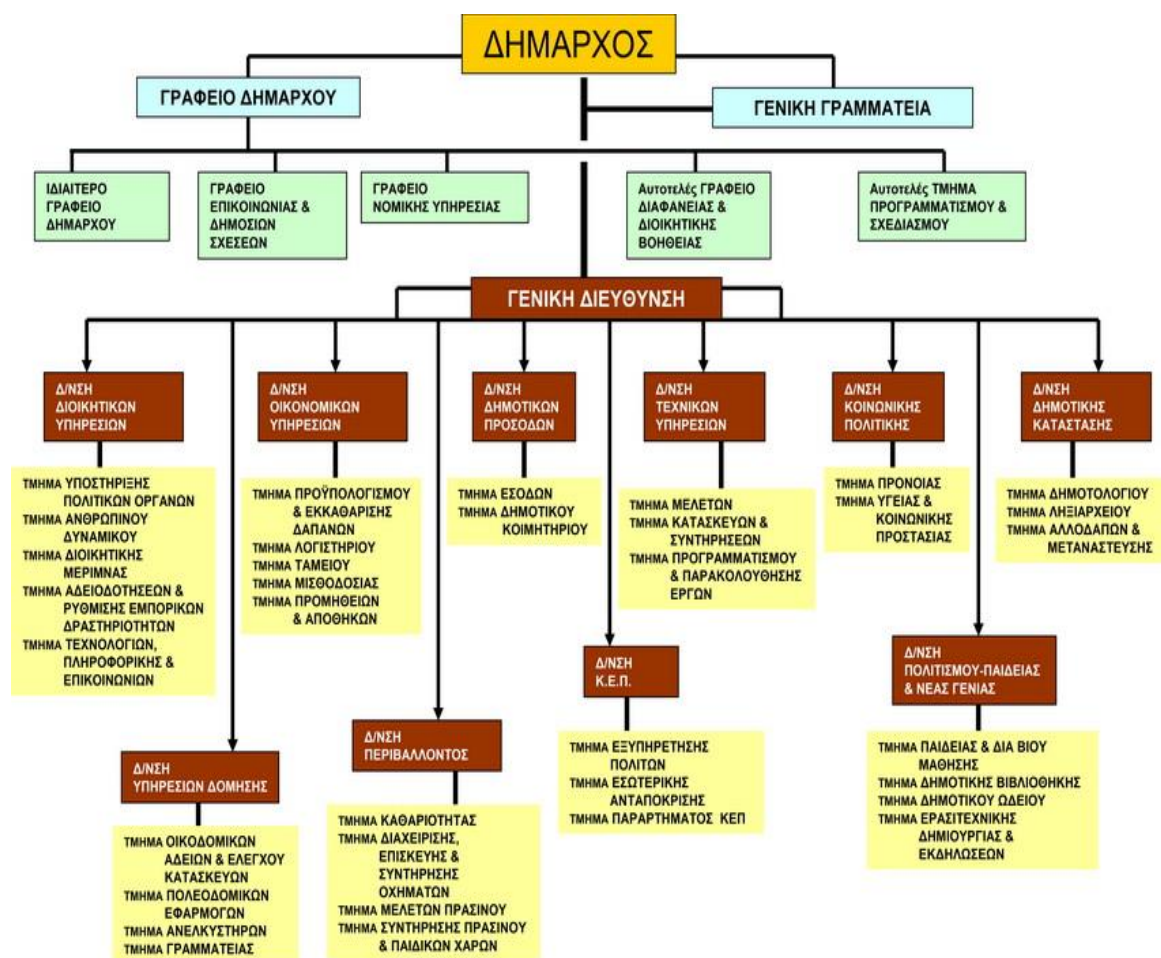 ΔΗΜΑΡΧΟΣ
ΓΡΑΦΕΙΟ ΔΗΜΑΡΧΟΥ
ΓΕΝΙΚΗ ΓΡΑΜΜΑΤΕΙΑ
ΙΔΙΑΙΤΕΡΟ
ΓΡΑΦΕΙΟ
ΔΗΜΑΡΧΟΥ
ΓΡΑΦΕΙΟ
ΕΠΙΚΟΙΝΩΝΙΑΣ &
ΔΗΜΟΣΙΩΝ
ΣΧΕΣΕΩΝ
ΓΡΑΦΕΙΟ
ΝΟΜΙΚΗΣ ΥΠΗΡΕΣΙΑΣ
Αυτοτελές ΓΡΑΦΕΙΟ
ΔΙΑΦΑΝΕΙΑΣ &
ΔΙΟΙΚΗΤΙΚΗΣ
ΒΟΗΘΕΙΑΣ
Αυτοτελές ΤΜΗΜΑ
ΠΡΟΓΡΑΜΜΑΤΙΣΜΟΥ &
ΣΧΕΔΙΑΣΜΟΥ
ΓΕΝΙΚΗ ΔΙΕΥΘΥΝΣΗ
Δ/ΝΣΗ
ΔΙΟΙΚΗΤΙΚΩΝ
ΥΠΗΡΕΣΙΩΝ
ΤΜΗΜΑ ΥΠΟΣΤΗΡΙΞΗΣ
ΠΟΛΙΤΙΚΩΝ ΟΡΓΑΝΩΝ
ΤΜΗΜΑ ΑΝΘΡΩΠΙΝΟΥ
ΔΥΝΑΜΙΚΟΥ
ΤΜΗΜΑ ΔΙΟΙΚΗΤΙΚΗΣ
ΜΕΡΙΜΝΑΣ
ΤΜΗΜΑ ΑΔΕΙΟΔΟΤΗΣΕΩΝ &
ΡΥΘΜΙΣΗΣ ΕΜΠΟΡΙΚΩΝ
ΔΡΑΣΤΗΡΙΟΤΗΤΩΝ
ΤΜΗΜΑ ΤΕΧΝΟΛΟΓΙΩΝ,
ΠΛΗΡΟΦΟΡΙΚΗΣ &
ΕΠΙΚΟΙΝΩΝΙΩΝ
Δ/ΝΣΗ
ΟΙΚΟΝΟΜΙΚΩΝ
ΥΠΗΡΕΣΙΩΝ
ΤΜΗΜΑ ΠΡΟΫΠΟΛΟΓΙΣΜΟΥ
& ΕΚΚΑΘΑΡΙΣΗΣ
ΔΑΠΑΝΩΝ
ΤΜΗΜΑ ΛΟΓΙΣΤΗΡΙΟΥ
ΤΜΗΜΑ ΤΑΜΕΙΟΥ
ΤΜΗΜΑ ΜΙΣΘΟΔΟΣΙΑΣ
ΤΜΗΜΑ ΠΡΟΜΗΘΕΙΩΝ
& ΑΠΟΘΗΚΩΝ
Δ/ΝΣΗ
ΔΗΜΟΤΙΚΩΝ
ΠΡΟΣΟΔΩΝ
ΤΜΗΜΑ ΕΣΟΔΩΝ
ΤΜΗΜΑ ΔΗΜΟΤΙΚΟΥ
ΚΟΙΜΗΤΗΡΙΟΥ
Δ/ΝΣΗ
ΤΕΧΝΙΚΩΝ
ΥΠΗΡΕΣΙΩΝ
ΤΜΗΜΑ ΜΕΛΕΤΩΝ
ΤΜΗΜΑ ΚΑΤΑΣΚΕΥΩΝ &
ΣΥΝΤΗΡΗΣΕΩΝ
ΤΜΗΜΑ ΠΡΟΓΡΑΜΜΑΤΙΣΜΟΥ
& ΠΑΡΑΚΟΛΟΥΘΗΣΗΣ
ΕΡΓΩΝ
Δ/ΝΣΗ
ΚΟΙΝΩΝΙΚΗΣ
ΠΟΛΙΤΙΚΗΣ
ΤΜΗΜΑ ΠΡΟΝΟΙΑΣ
ΤΜΗΜΑ ΥΓΕΙΑΣ &
ΚΟΙΝΩΝΙΚΗΣ
ΠΡΟΣΤΑΣΙΑΣ
Δ/ΝΣΗ
ΔΗΜΟΤΙΚΗΣ
ΚΑΤΑΣΤΑΣΗΣ
ΤΜΗΜΑ ΔΗΜΟΤΟΛΟΓΙΟΥ
ΤΜΗΜΑ ΛΗΞΙΑΡΧΕΙΟΥ
ΤΜΗΜΑ ΑΛΛΟΔΑΠΩΝ &
ΜΕΤΑΝΑΣΤΕΥΣΗΣ
Δ/ΝΣΗ
ΥΠΗΡΕΣΙΩΝ ΔΟΜΗΣΗΣ
ΤΜΗΜΑ ΟΙΚΟΔΟΜΙΚΩΝ
ΑΔΕΙΩΝ & ΕΛΕΓΧΟΥ
ΚΑΤΑΣΚΕΥΩΝ
ΤΜΗΜΑ ΠΟΛΕΟΔΟΜΙΚΩΝ
ΕΦΑΡΜΟΓΩΝ
ΤΜΗΜΑ ΑΝΕΛΚΥΣΤΗΡΩΝ
ΤΜΗΜΑ ΓΡΑΜΜΑΤΕΙΑΣ
Δ/ΝΣΗ
ΠΕΡΙΒΑΛΛΟΝΤΟΣ
ΤΜΗΜΑ ΚΑΘΑΡΙΟΤΗΤΑΣ
ΤΜΗΜΑ ΔΙΑΧΕΙΡΙΣΗΣ,
ΕΠΙΣΚΕΥΗΣ &
ΣΥΝΤΗΡΗΣΗΣ
ΟΧΗΜΑΤΩΝ
ΤΜΗΜΑ ΜΕΛΕΤΩΝ ΠΡΑΣΙΝΟΥ
ΤΜΗΜΑ ΣΥΝΤΗΡΗΣΗΣ ΠΡΑΣΙΝΟΥ
& ΠΑΙΔΙΚΩΝ ΧΑΡΩΝ
Δ/ΝΣΗ
Κ.Ε.Π.
ΤΜΗΜΑ ΕΞΥΠΗΡΕΤΗΣΗΣ
ΠΟΛΙΤΩΝ
ΤΜΗΜΑ ΕΣΩΤΕΡΙΚΗΣ
ΑΝΤΑΠΟΚΡΙΣΗΣ
ΤΜΗΜΑ ΠΑΡΑΡΤΗΜΑΤΟΣ ΚΕΠ
Δ/ΝΣΗ
ΠΟΛΙΤΙΣΜΟΥ-ΠΑΙΔΕΙΑΣ
& ΝΕΑΣ ΓΕΝΙΑΣ
ΤΜΗΜΑ ΠΑΙΔΕΙΑΣ & ΔΙΑ ΒΙΟΥ
ΜΑΘΗΣΗΣ
ΤΜΗΜΑ ΔΗΜΟΤΙΚΗΣ ΒΙΒΛΙΟΘΗΚΗΣ
ΤΜΗΜΑ ΔΗΜΟΤΙΚΟΥ ΩΔΕΙΟΥ
ΤΜΗΜΑ ΕΡΑΣΙΤΕΧΝΙΚΗΣ
ΔΗΜΙΟΥΡΓΙΑΣ &
ΕΚΔΗΛΩΣΕΩΝ